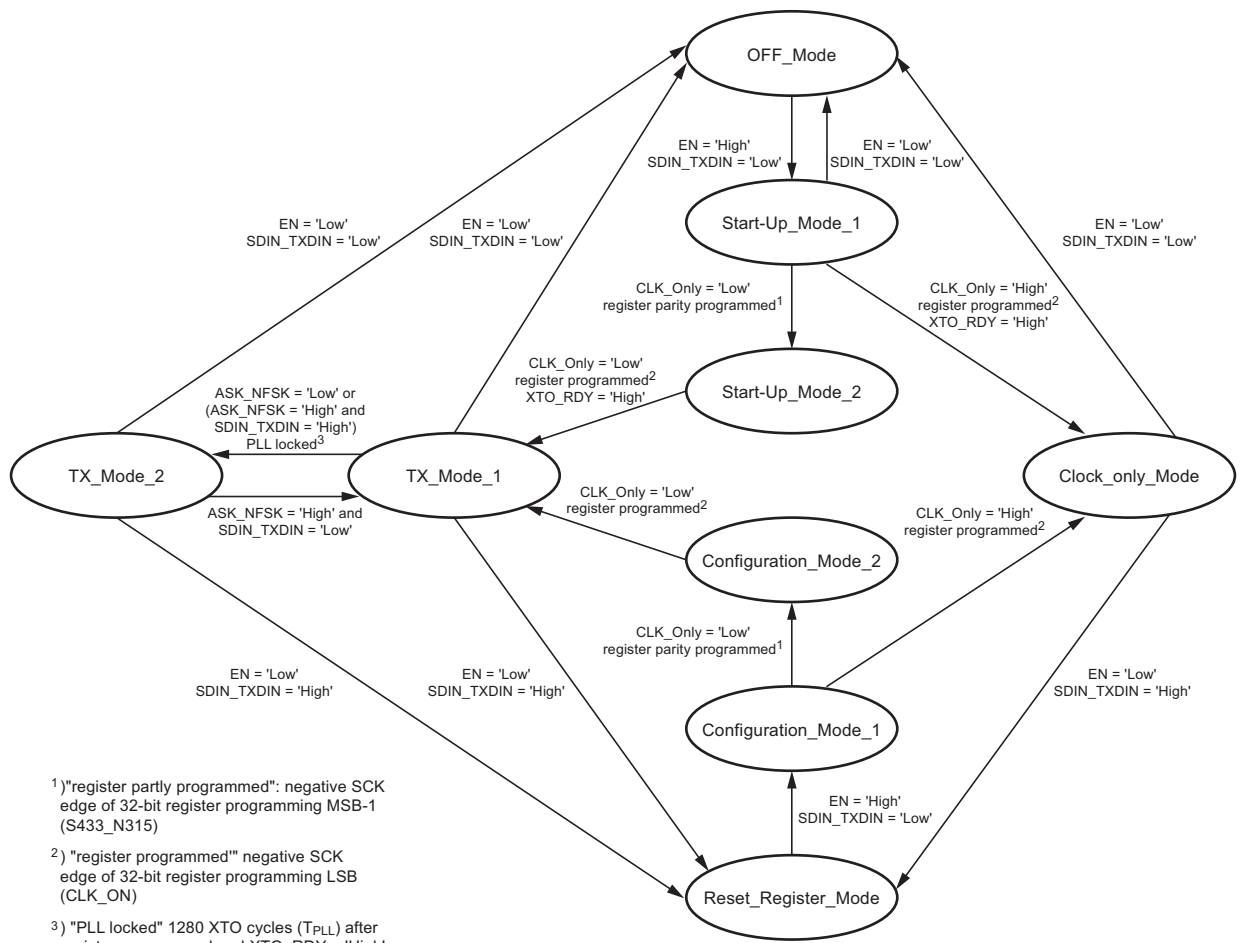 OFF_Mode
EN = 'High'
SDIN_TXDIN = 'Low'
EN = 'Low'
SDIN_TXDIN = 'Low'
EN = 'Low'
SDIN_TXDIN = 'Low'
EN = 'Low'
SDIN_TXDIN = 'Low'
Start-Up_Mode_1
EN = 'Low'
SDIN_TXDIN = 'Low'
CLK_Only = 'Low'
register parity programmed1
CLK_Only = 'High'
register programmed2
XTO_RDY = 'High'
CLK_Only = 'Low'
register programmed2
XTO_RDY = 'High'
Start-Up_Mode_2
ASK_NFSK = 'Low' or
(ASK_NFSK = 'High' and
SDIN_TXDIN = 'High')
PLL locked3
TX_Mode_2
TX_Mode_1
Clock_only_Mode
ASK_NFSK = 'High' and
SDIN_TXDIN = 'Low'
CLK_Only = 'Low'
register programmed2
CLK_Only = 'High'
register programmed2
Configuration_Mode_2
CLK_Only = 'Low'
register parity programmed1
EN = 'Low'
SDIN_TXDIN = 'High'
EN = 'Low'
SDIN_TXDIN = 'High'
EN = 'Low'
SDIN_TXDIN = 'High'
Configuration_Mode_1
EN = 'High'
SDIN_TXDIN = 'Low'
Reset_Register_Mode
1)"register partly programmed": negative SCK
edge of 32-bit register programming MSB-1
(S433_N315)
2) "register programmed'" negative SCK
edge of 32-bit register programming LSB
(CLK_ON)
3) "PLL locked" 1280 XTO cycles (TPLL) after